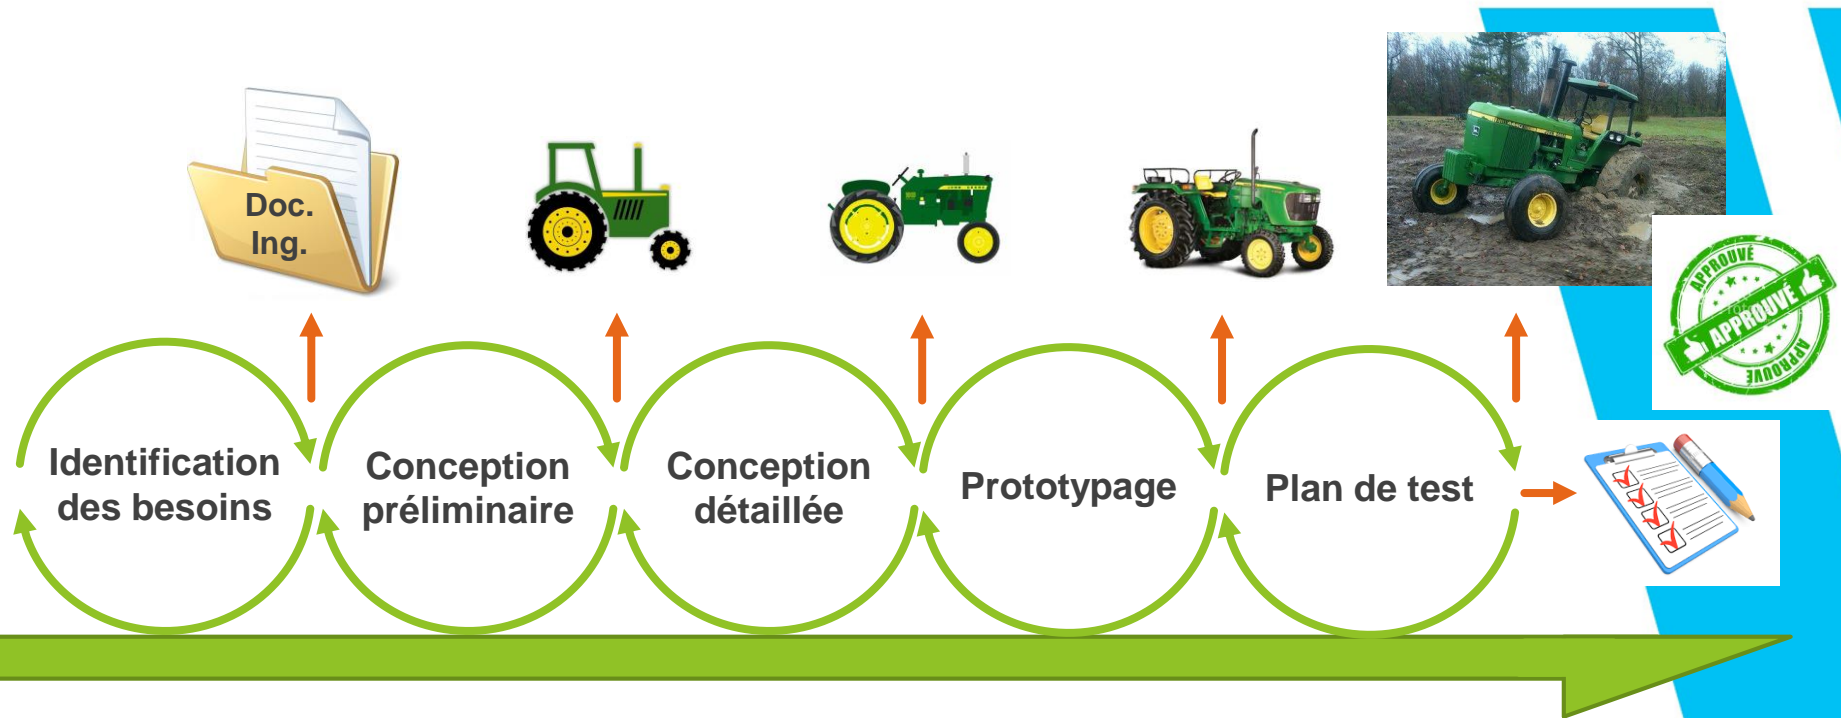 Doc.
Ing.
APPROUVÉ
APPROUVÉ
APPROUVÉ
Identification
des besoins
Conception
préliminaire
Conception
détaillée
Prototypage
Plan de test